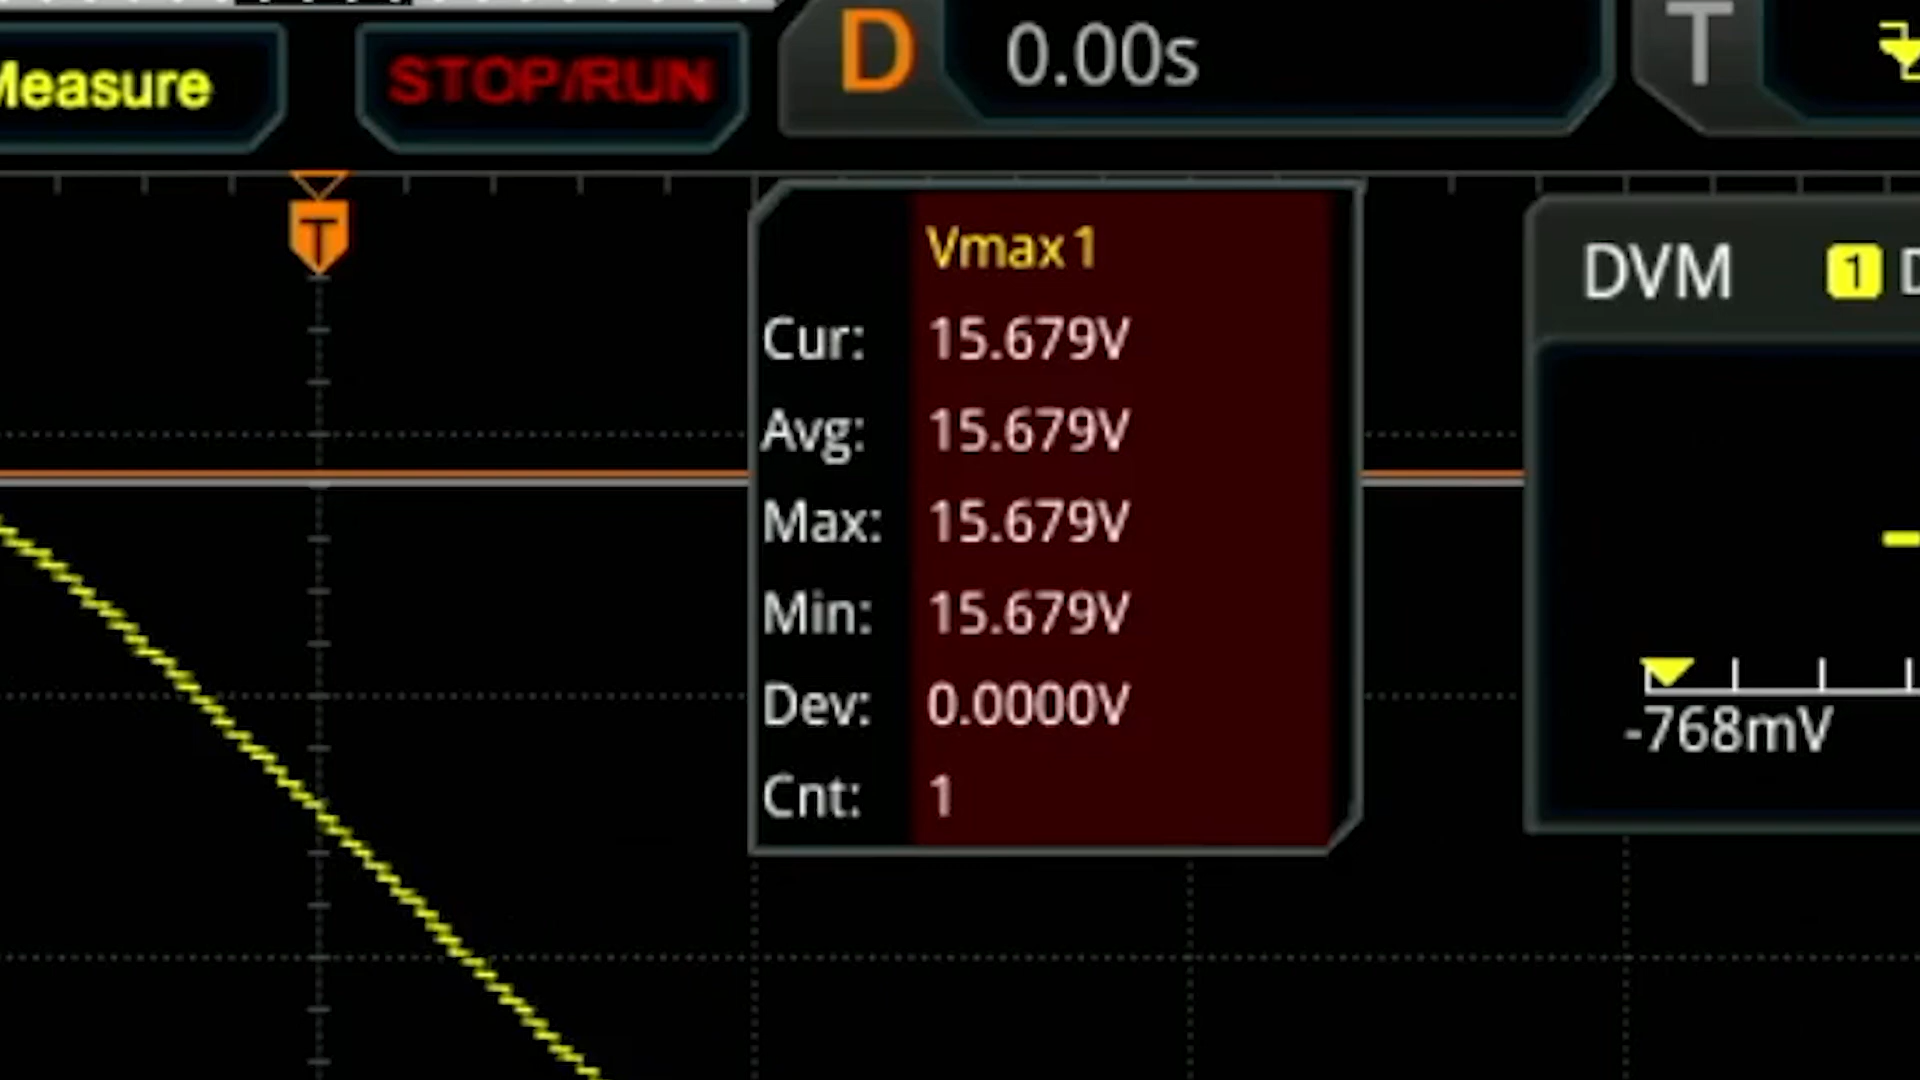 Measure
STOP/RUN
D 0.00s
T
T
Vmax1
Cur: 15.679V
Avg: 15.679V
Max: 15.679V
Min: 15.679V
Dev: 0.0000V
Cnt: 1
DVM 1 D
-768mV